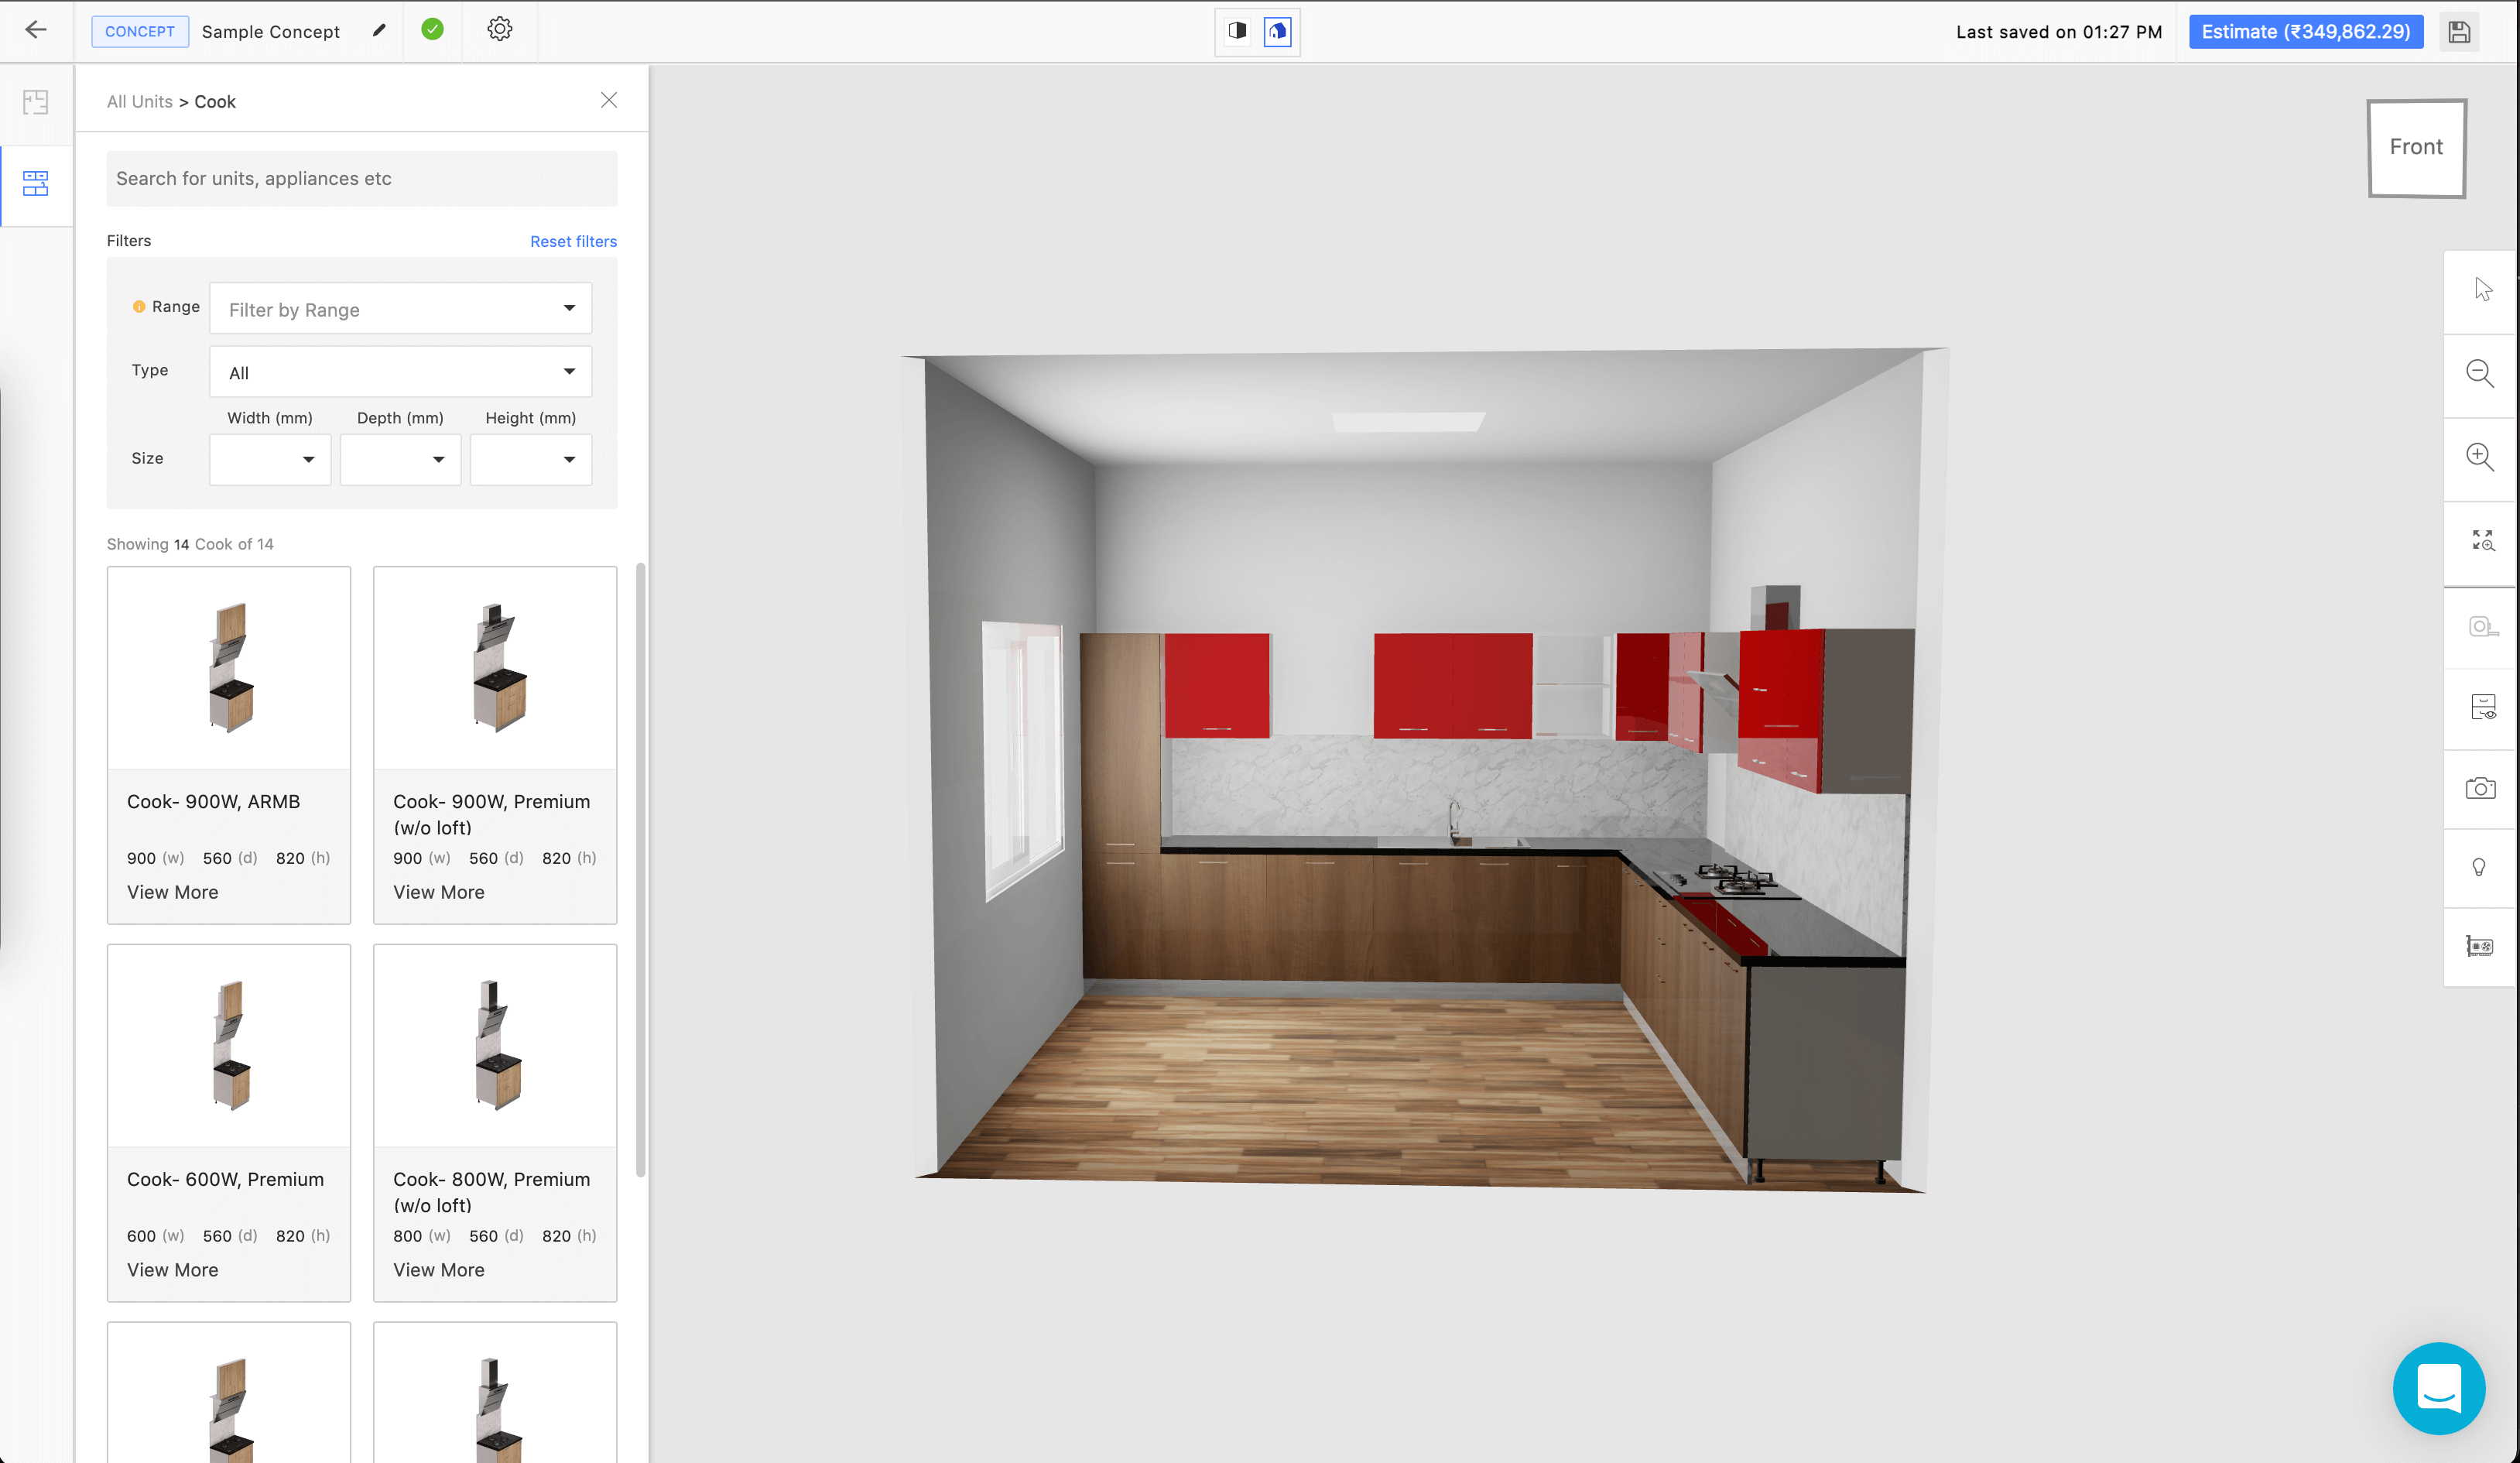 CONCEPT
Sample Concept
Last saved on 01:27 PM
Estimate (₹349,862.29)
All Units > Cook
Search for units, appliances etc
Filters
Reset filters
Range
Filter by Range
Type
All
Width (mm)
Depth (mm)
Height (mm)
Size
Showing 14 Cook of 14
Cook- 900W, ARMB
900 (w) 560 (d) 820 (h)
View More
Cook- 900W, Premium
(w/o loft)
900 (w) 560 (d) 820 (h)
View More
Cook- 600W, Premium
600 (w) 560 (d) 820 (h)
View More
Cook- 800W, Premium
(w/o loft)
800 (w) 560 (d) 820 (h)
View More
Front